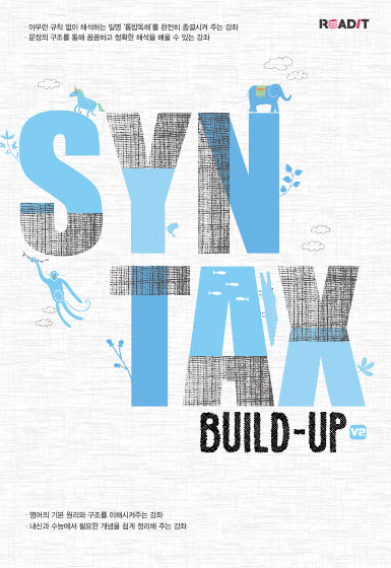 · 아무런 규칙 없이 해석하는 일명 '통밥독해'를 완전히 종결시켜 주는 강좌
· 문장의 구조를 통해 꼼꼼하고 정확한 해석을 배울 수 있는 강좌
READIT
SYN
TAX
BUILD-UP V2
· 영어의 기본 원리와 구조를 이해시켜주는 강좌
· 내신과 수능에서 필요한 개념을 쉽게 정리해 주는 강좌